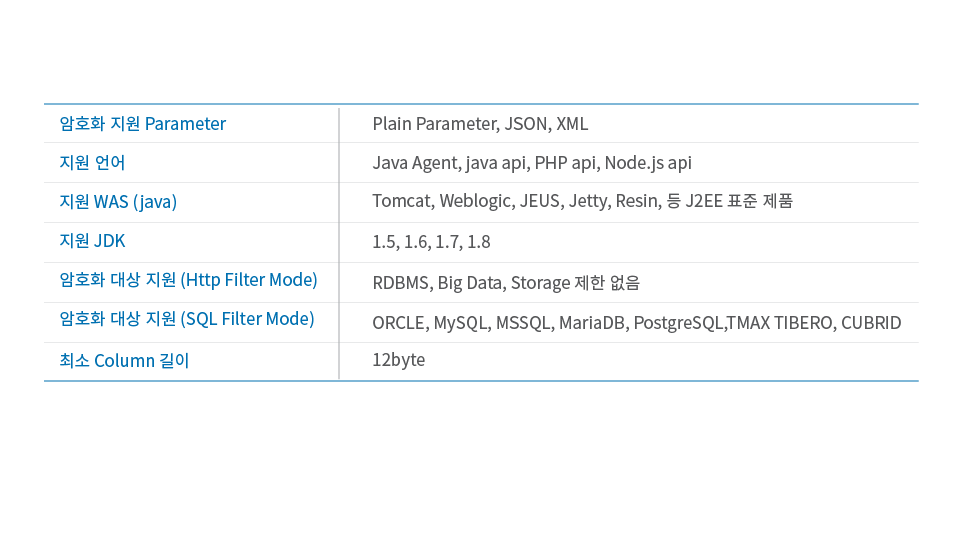 암호화 지원 Parameter Plain Parameter, JSON, XML
지원 언어 Java Agent, java api, PHP api, Node.js api
지원 WAS (java) Tomcat, Weblogic, JEUS, Jetty, Resin, 등 J2EE 표준 제품
지원 JDK 1.5, 1.6, 1.7, 1.8
암호화 대상 지원 (Http Filter Mode) RDBMS, Big Data, Storage 제한 없음
암호화 대상 지원 (SQL Filter Mode) ORCLE, MySQL, MSSQL, MariaDB, PostgreSQL,TMAX TIBERO, CUBRID
최소 Column 길이 12byte